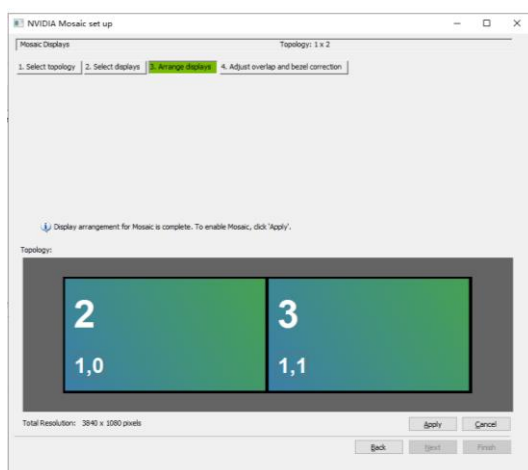 NVIDIA Mosaic set up
Mosaic Displays Topology: 1 x 2
1. Select topology 2. Select displays 3. Arrange displays 4. Adjust overlap and bezel correction
Display arrangement for Mosaic is complete. To enable Mosaic, click 'Apply'.
Topology:
2 3
1,0 1,1
Total Resolution: 3840 x 1080 pixels Apply Cancel
Back Next Finish